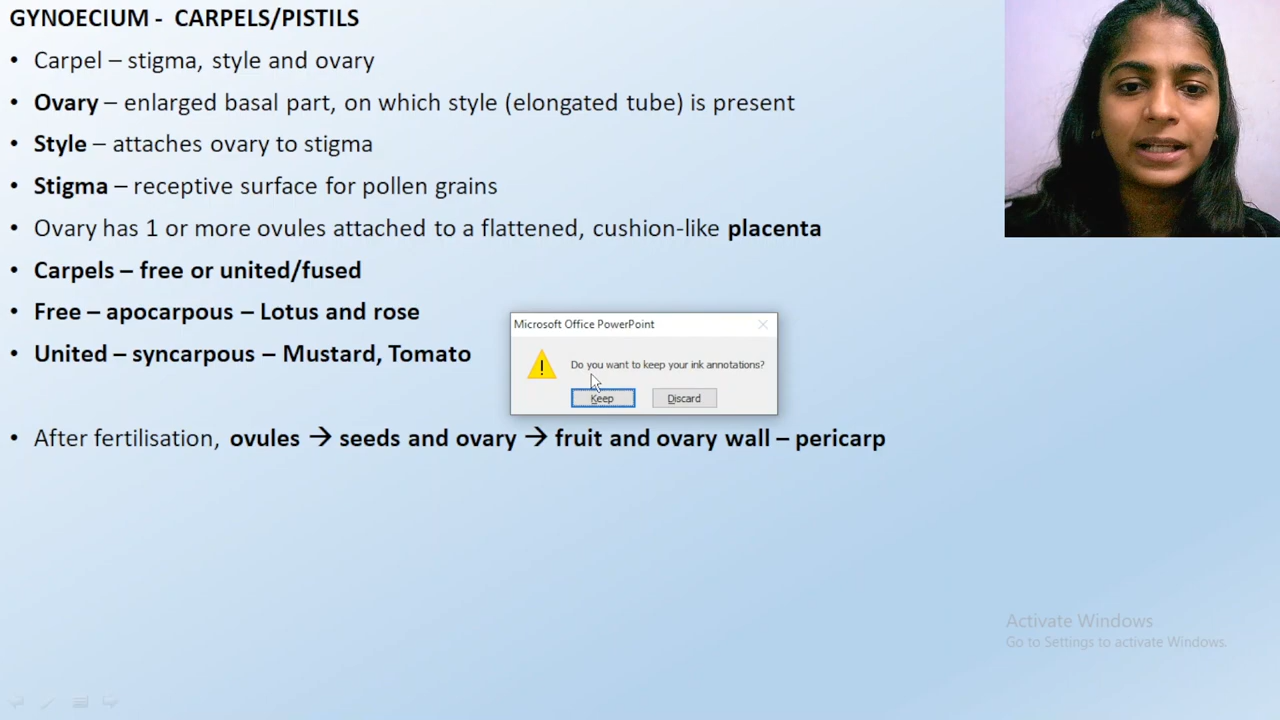 GYNOECIUM - CARPELS/PISTILS
• Carpel – stigma, style and ovary
• Ovary – enlarged basal part, on which style (elongated tube) is present
• Style – attaches ovary to stigma
• Stigma – receptive surface for pollen grains
• Ovary has 1 or more ovules attached to a flattened, cushion-like placenta
• Carpels – free or united/fused
• Free – apocarpous – Lotus and rose
• United – syncarpous – Mustard, Tomato
Microsoft Office PowerPoint
Do you want to keep your ink annotations?
Keep Discard
• After fertilisation, ovules → seeds and ovary → fruit and ovary wall – pericarp
Activate Windows
Go to Settings to activate Windows.